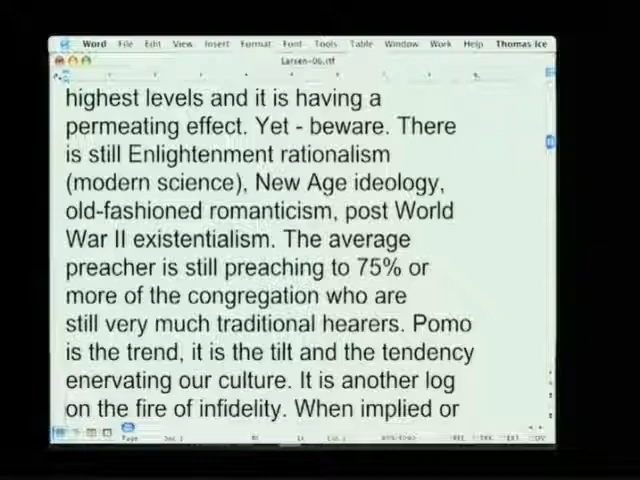 Word File Edit View Insert Format Font Tools Table Window Work Help Thomas Ice
Larsen-06.rtf
highest levels and it is having a
permeating effect. Yet - beware. There
is still Enlightenment rationalism
(modern science), New Age ideology,
old-fashioned romanticism, post World
War II existentialism. The average
preacher is still preaching to 75% or
more of the congregation who are
still very much traditional hearers. Pomo
is the trend, it is the tilt and the tendency
enervating our culture. It is another log
on the fire of infidelity. When implied or
Page